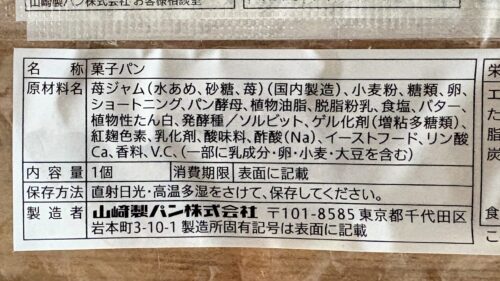 山崎製パン株式会社 お客様相談室
名 称 菓子パン
原材料名 苺ジャム（水あめ、砂糖、苺）（国内製造）、小麦粉、糖類、卵、
ショートニング、パン酵母、植物油脂、脱脂粉乳、食塩、バター、
植物性たん白、発酵種／ソルビット、ゲル化剤（増粘多糖類）、
紅麹色素、乳化剤、酸味料、酢酸(Na)、イーストフード、リン酸
Ca、香料、V.C、（一部に乳成分・卵・小麦・大豆を含む）
内 容 量 1個 消費期限 表面に記載
保存方法 直射日光・高温多湿をさけて、保存してください。
製 造 者 山崎製パン株式会社 〒101-8585 東京都千代田区
岩本町3-10-1 製造所固有記号は表面に記載
栄
エ
た
脂
炭
食
こ